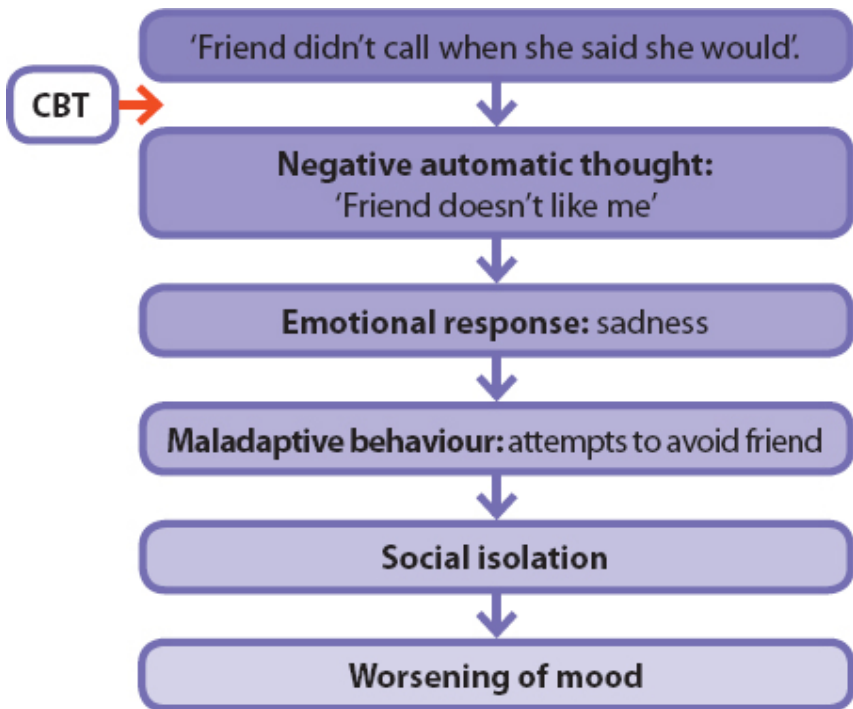 ‘Friend didn’t call when she said she would’.
CBT
Negative automatic thought:
‘Friend doesn’t like me’
Emotional response: sadness
Maladaptive behaviour: attempts to avoid friend
Social isolation
Worsening of mood